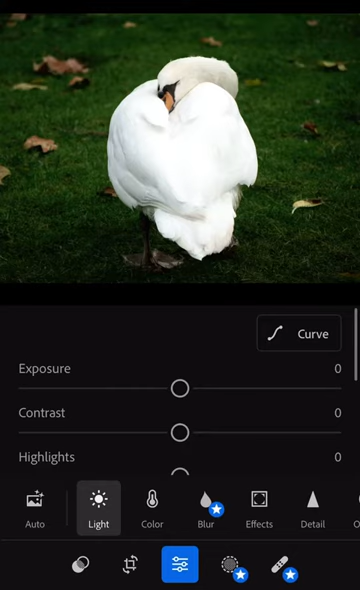 Curve
Exposure 0
Contrast 0
Highlights 0
Auto Light Color Blur Effects Detail